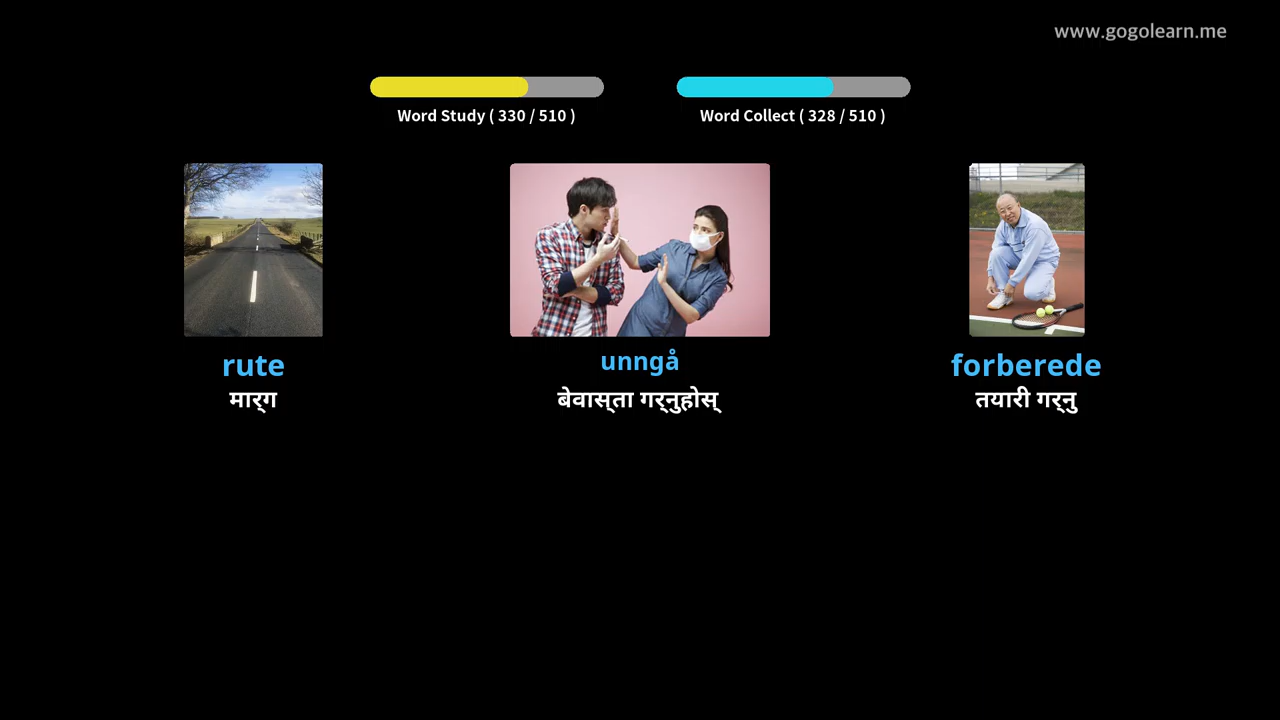 www.gogolearn.me
Word Study ( 330 / 510 )
Word Collect ( 328 / 510 )
rute
unngå
forberede
मार्ग
बेवास्ता गर्नुहोस्
तयारी गर्नु